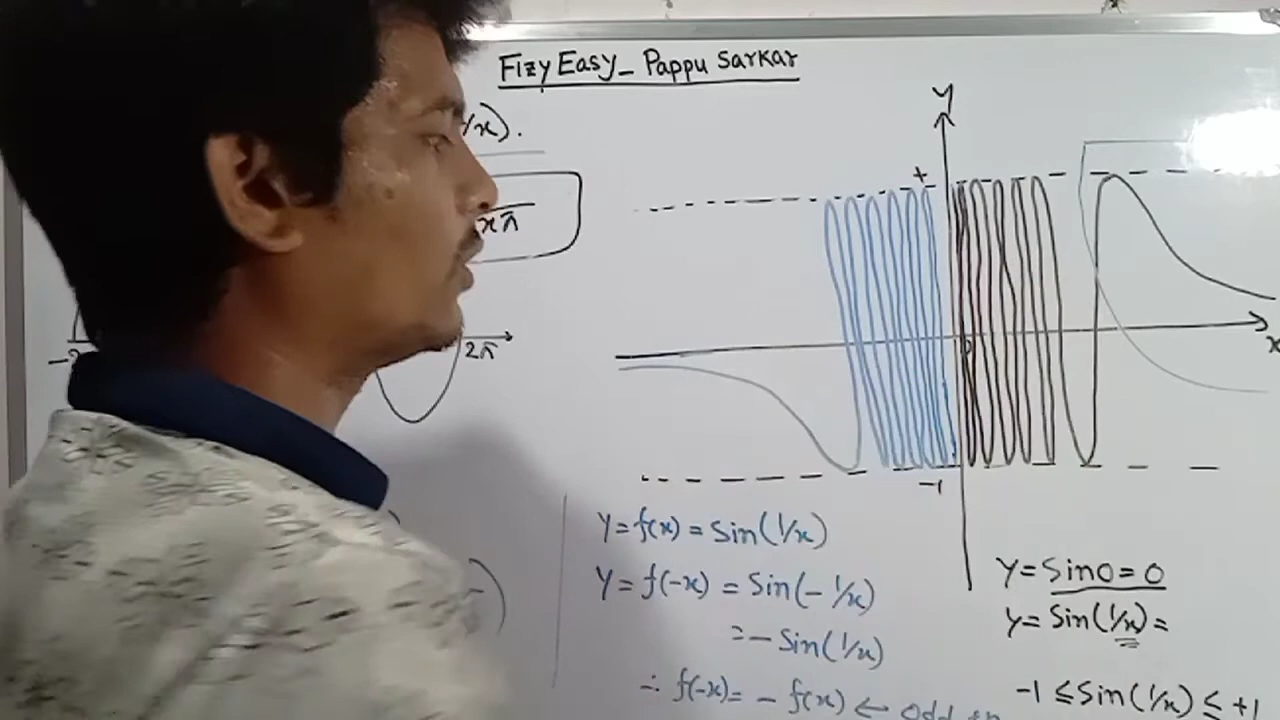 FizyEasy_ Pappu Sarkar
/x).
xπ
2π
y
+
x
-1
y = f(x) = Sin(1/x)
y = f(-x) = Sin(-1/x)
= - Sin(1/x)
∴ f(-x) = - f(x) ← odd
y = Sin0 = 0
y = Sin(1/x) =
-1 ≤ Sin(1/x) ≤ +1